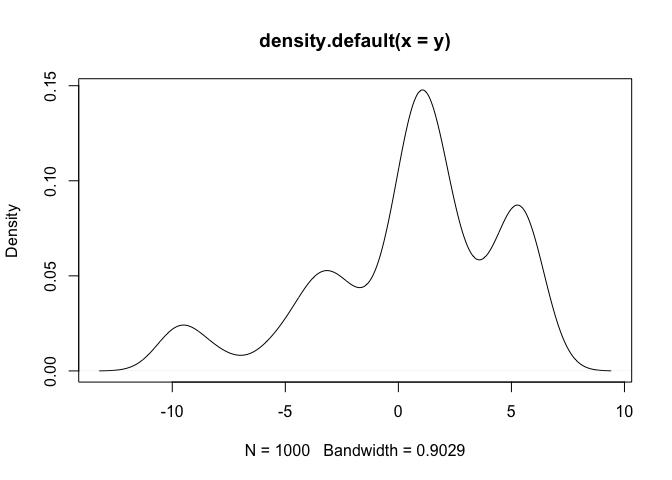 density.default(x = y)
Density
0.15
0.10
0.05
0.00
-10 -5 0 5 10
N = 1000 Bandwidth = 0.9029